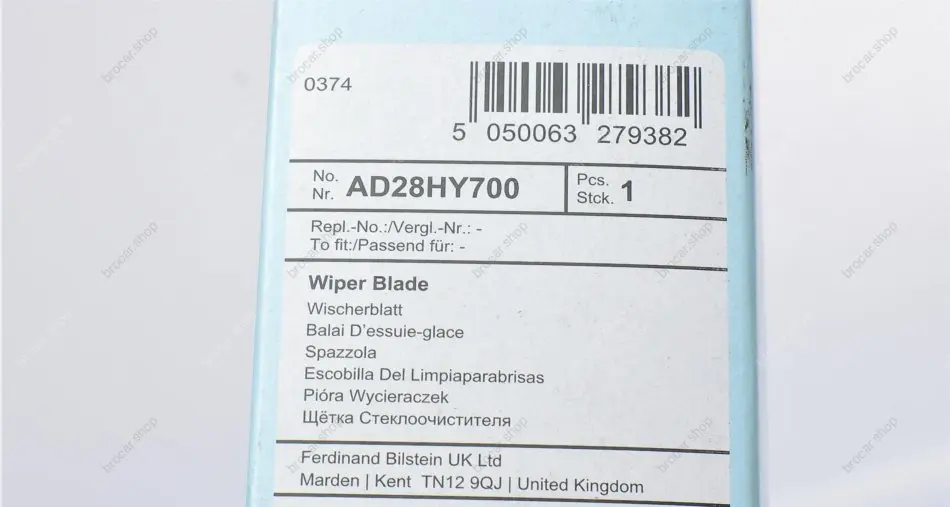 0374
5 050063 279382
No.
Nr. AD28HY700
Pcs.
Stck. 1
Repl.-No.:/Vergl.-Nr.: -
To fit:/Passend für: -
Wiper Blade
Wischerblatt
Balai D'essuie-glace
Spazzola
Escobilla Del Limpiaparabrisas
Pióra Wycieraczek
Щётка Стеклоочистителя
Ferdinand Bilstein UK Ltd
Marden | Kent TN12 9QJ | United Kingdom
brocar.shop